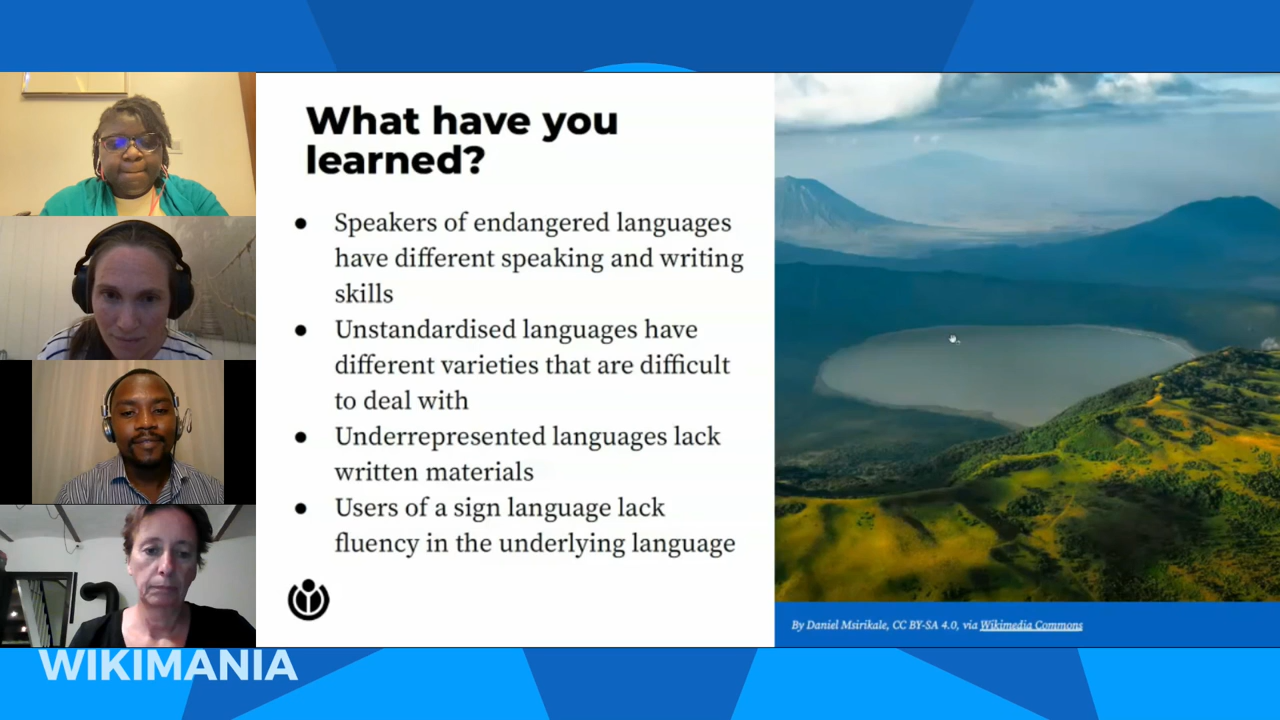 What have you
learned?
● Speakers of endangered languages
have different speaking and writing
skills
● Unstandardised languages have
different varieties that are difficult
to deal with
● Underrepresented languages lack
written materials
● Users of a sign language lack
fluency in the underlying language
By Daniel Msirikale, CC BY-SA 4.0, via Wikimedia Commons
WIKIMANIA